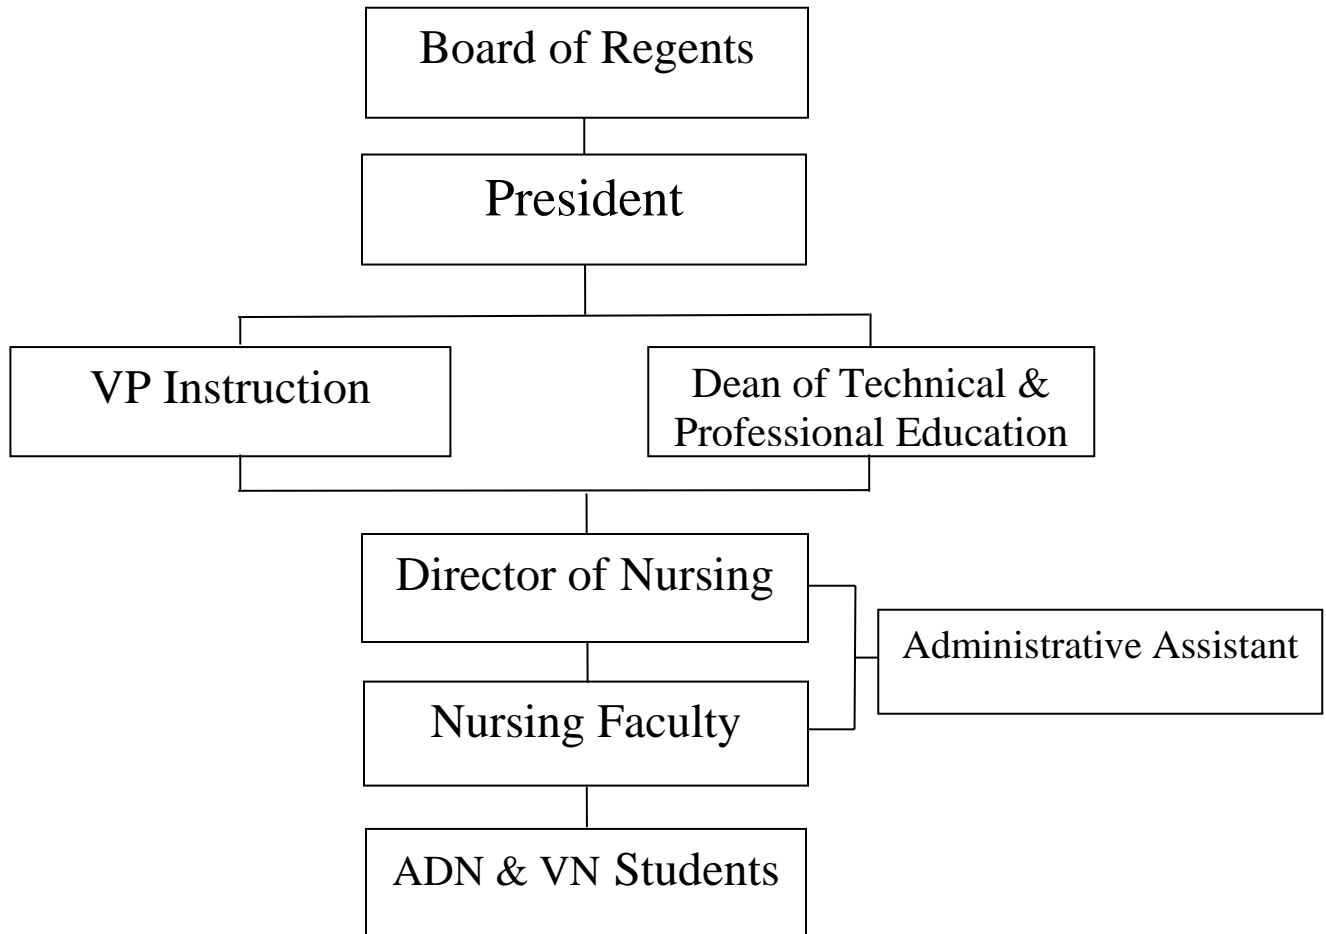 Board of Regents
President
VP Instruction
Dean of Technical &
Professional Education
Director of Nursing
Administrative Assistant
Nursing Faculty
ADN & VN Students